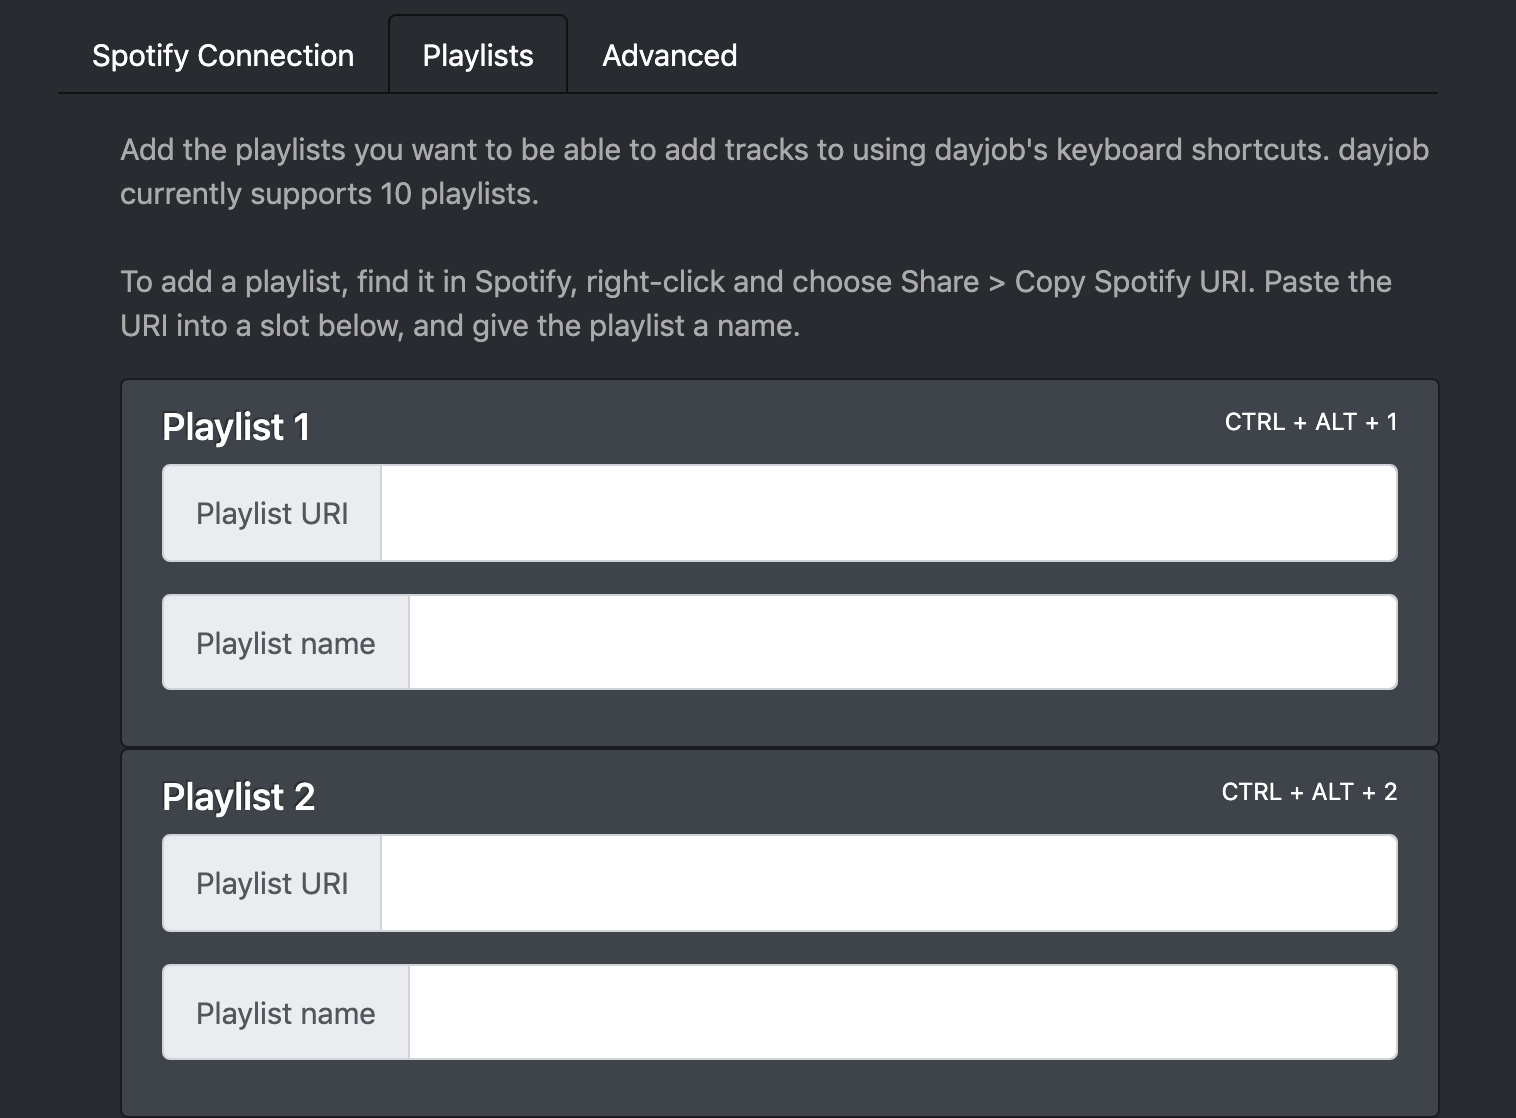 Spotify Connection
Playlists
Advanced
Add the playlists you want to be able to add tracks to using dayjob's keyboard shortcuts. dayjob
currently supports 10 playlists.
To add a playlist, find it in Spotify, right-click and choose Share > Copy Spotify URI. Paste the
URI into a slot below, and give the playlist a name.
Playlist 1
CTRL + ALT + 1
Playlist URI
Playlist name
Playlist 2
CTRL + ALT + 2
Playlist URI
Playlist name